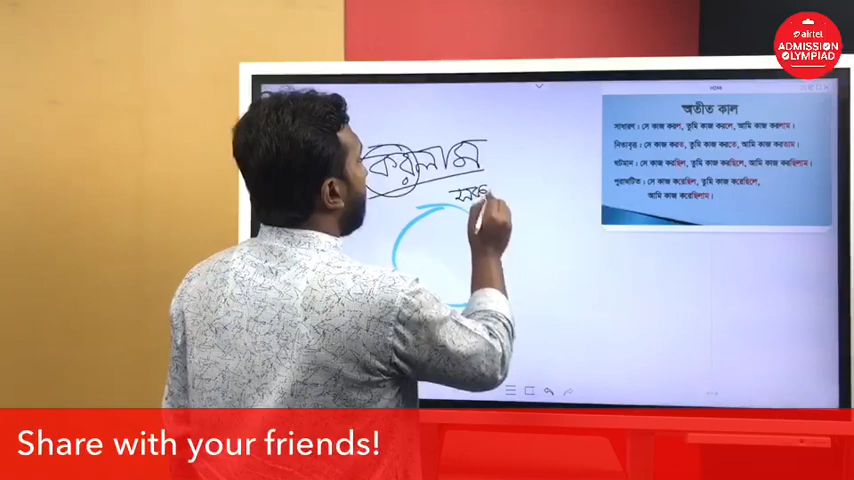 airtel
ADMISSION
OLYMPIAD
অতীত কাল
সাধারণ : সে কাজ করল, তুমি কাজ করলে, আমি কাজ করলাম।
নিত্যবৃত্ত : সে কাজ করত, তুমি কাজ করতে, আমি কাজ করতাম।
ঘটমান : সে কাজ করছিল, তুমি কাজ করছিলে, আমি কাজ করছিলাম।
পুরাঘটিত : সে কাজ করেছিল, তুমি কাজ করেছিলে,
আমি কাজ করেছিলাম।
করলাম
Share with your friends!